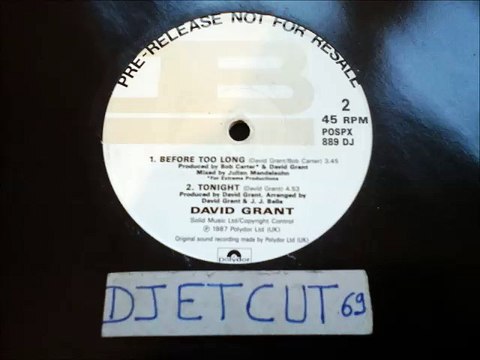 PRE-RELEASE NOT FOR RESALE
2
45 RPM
POSPX
889 DJ
1. BEFORE TOO LONG (David Grant/Bob Carter) 3.45
Produced by Bob Carter* & David Grant
Mixed by Julian Mendelsohn
*for Extreme Productions
2. TONIGHT (David Grant) 4.53
Produced by David Grant. Arranged by
David Grant & J. J. Belle
DAVID GRANT
Solid Music Ltd/Copyright Control
℗ 1987 Polydor Ltd (UK)
Original sound recording made by Polydor Ltd. (UK)
polydor
DJETCUT 69